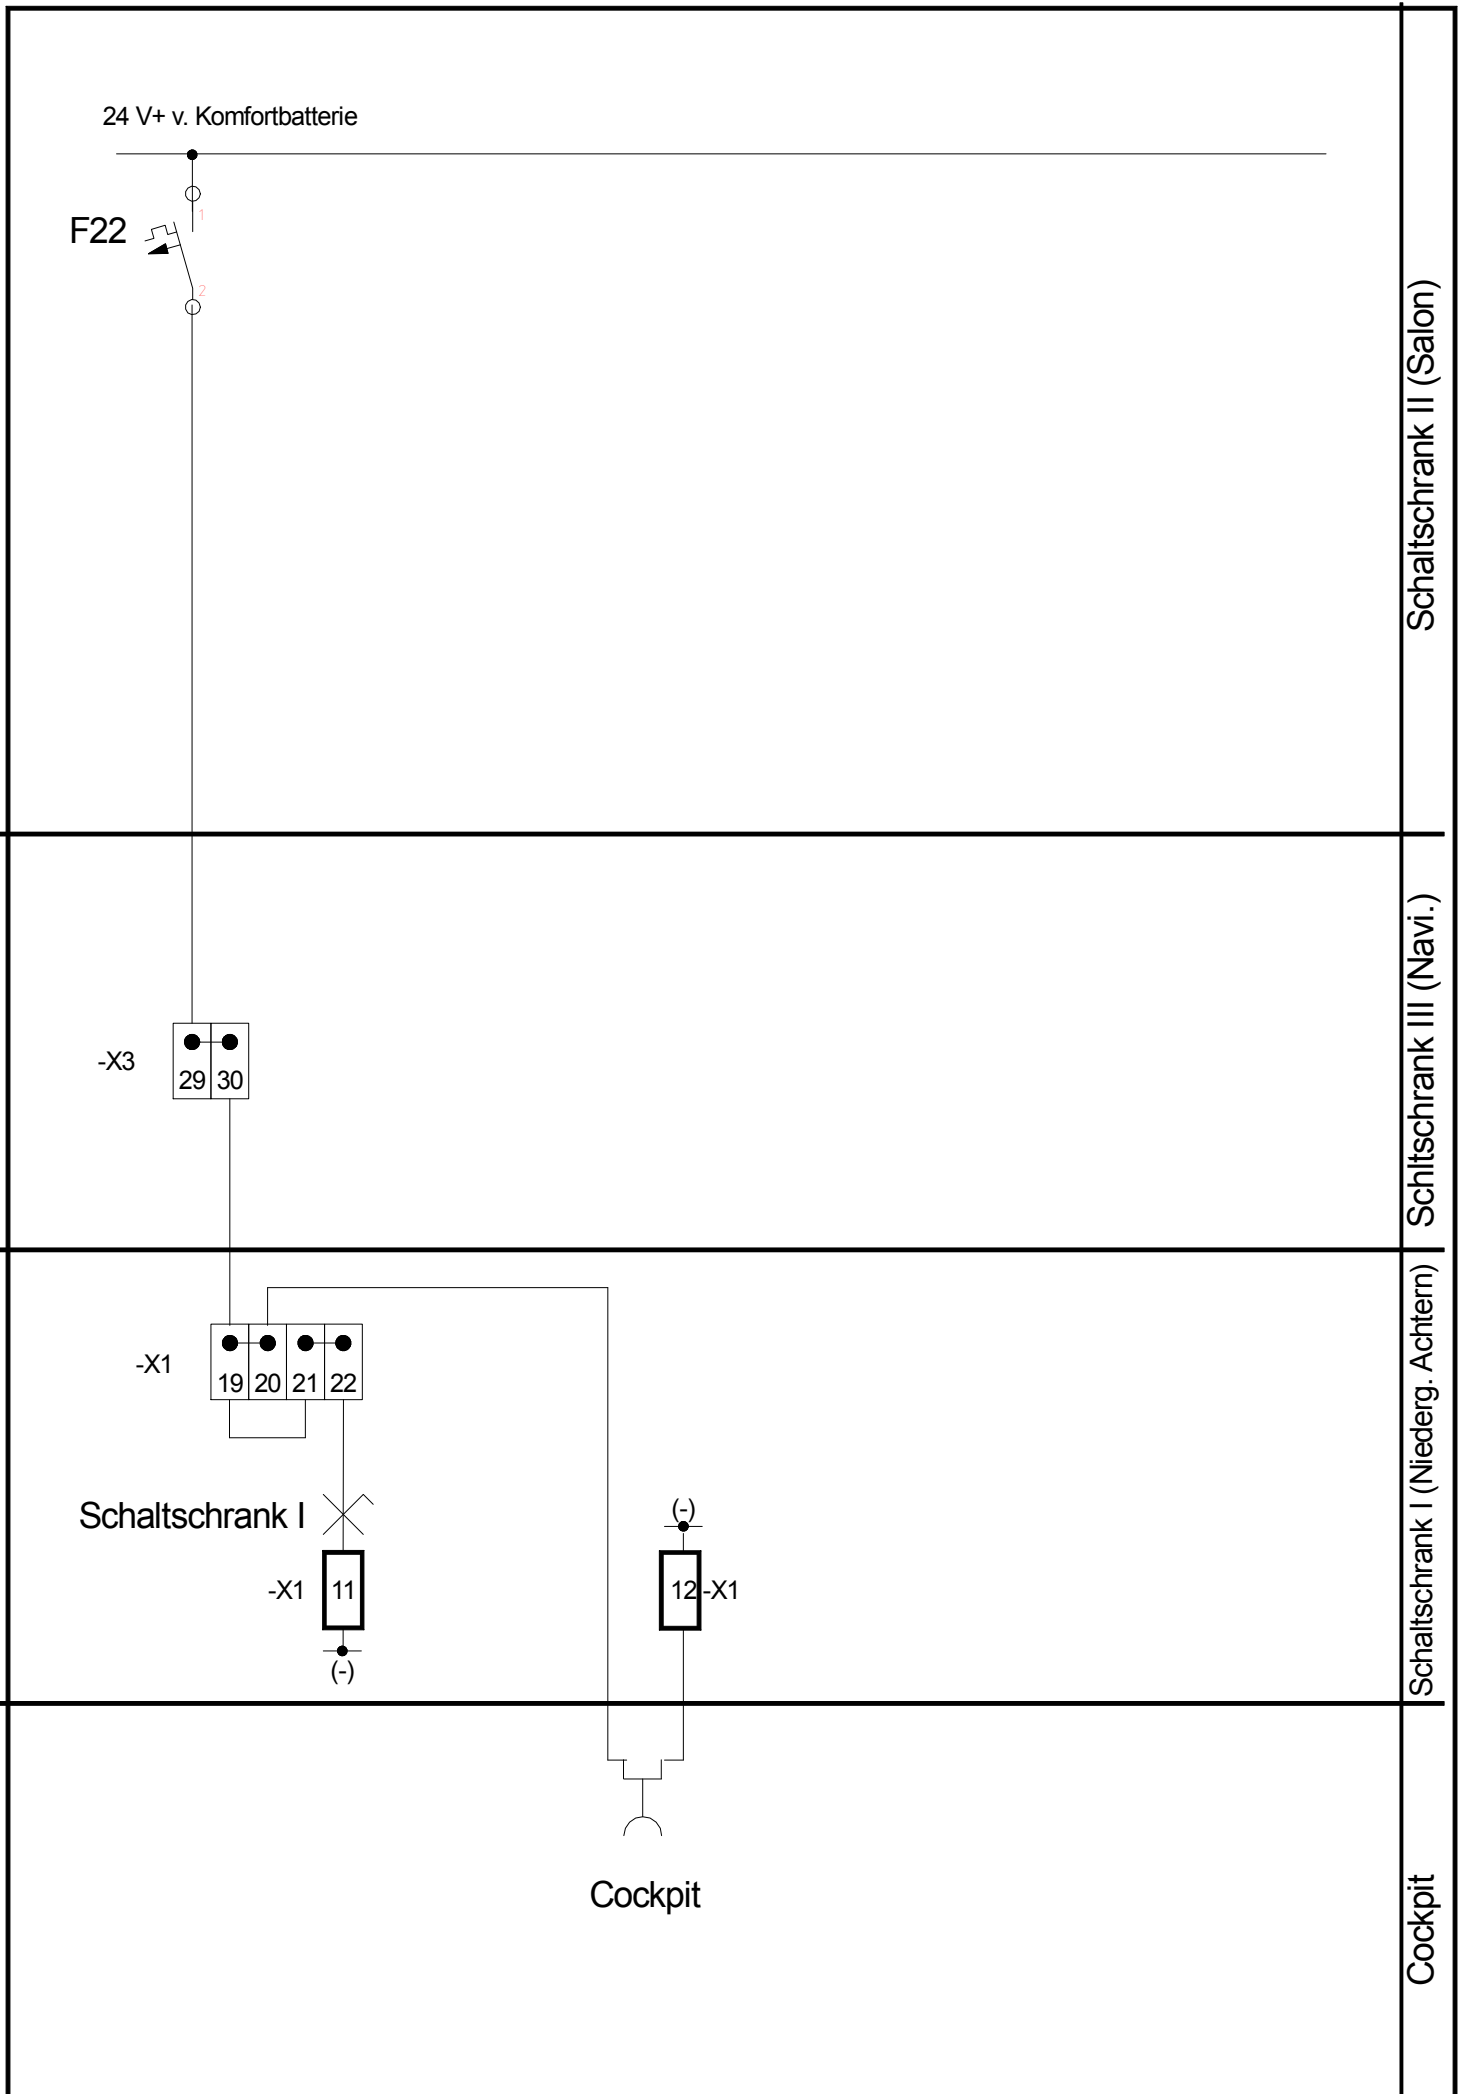 24 V+ v. Komfortbatterie
F22
1
2
Schaltschrank II (Salon)
-X3
29 30
Schltschrank III (Navi.)
-X1
19 20 21 22
Schaltschrank I
(-)
-X1 11
12 -X1
(-)
Schaltschrank I (Niederg. Achtern)
Cockpit
Cockpit